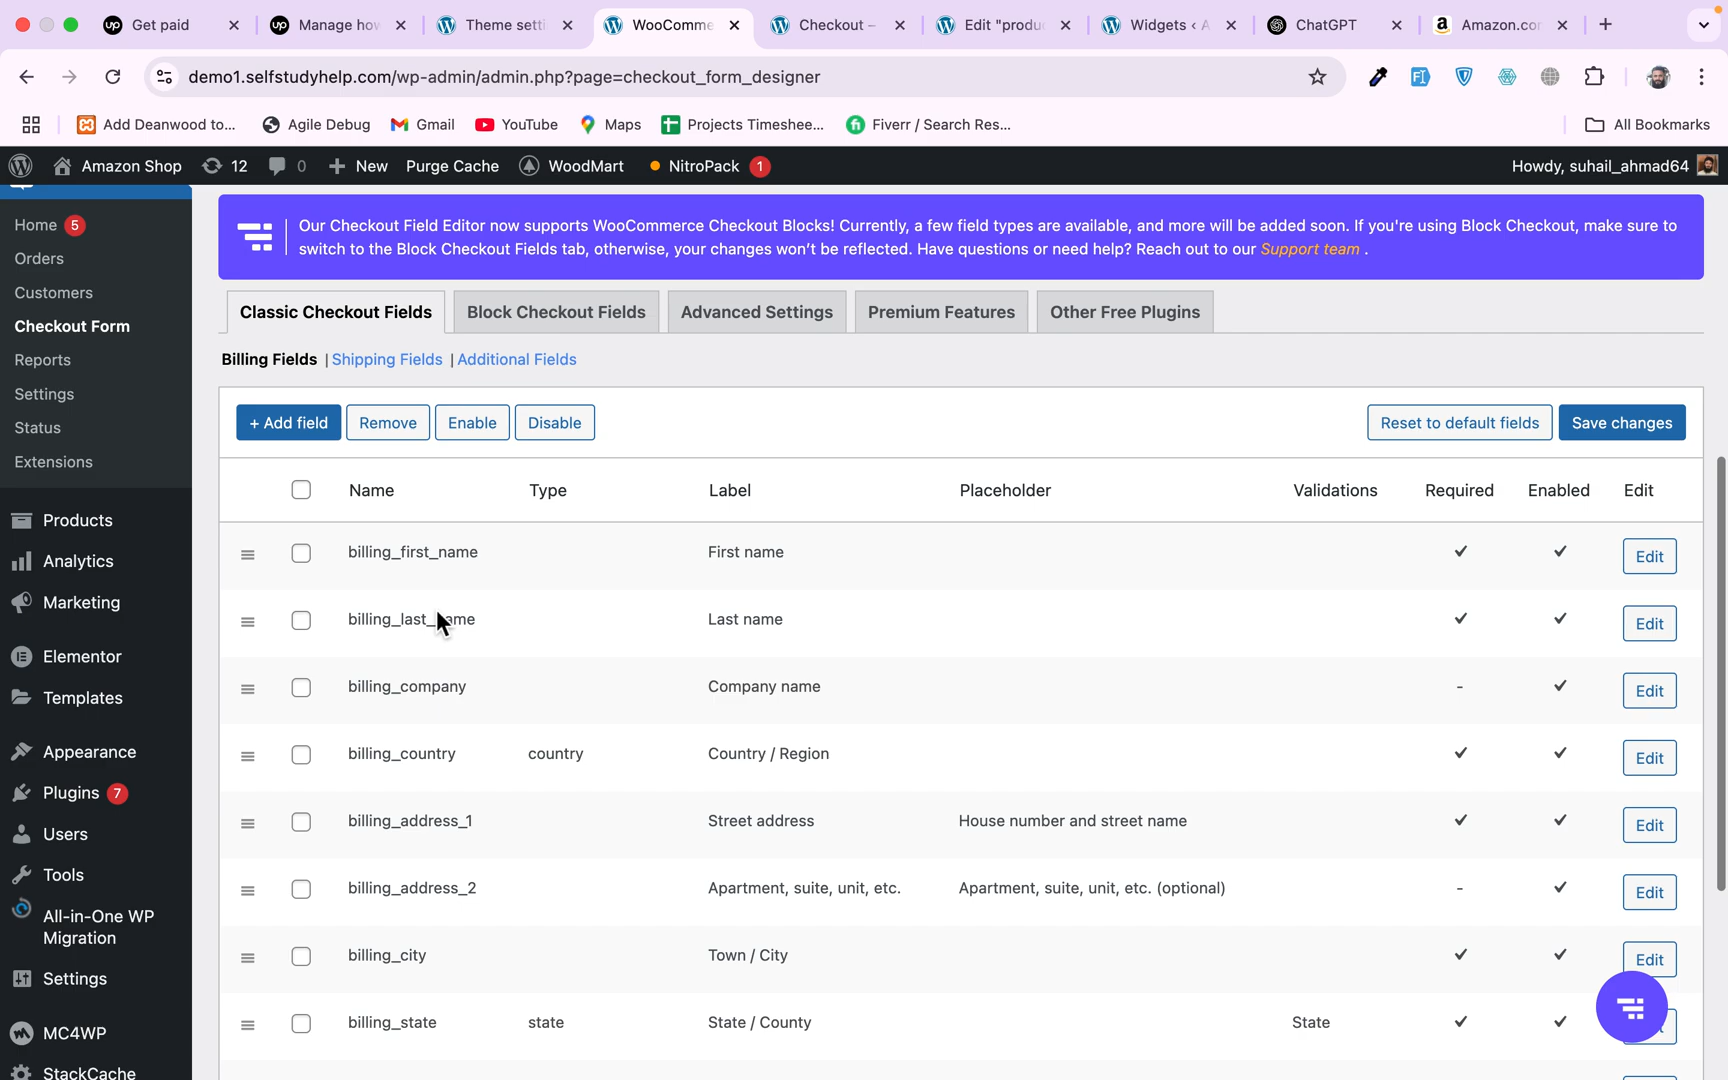 Get paid
Manage how
Theme setti
WooComme
Checkout –
Edit "produ
Widgets ‹ A
ChatGPT
Amazon.cor
demo1.selfstudyhelp.com/wp-admin/admin.php?page=checkout_form_designer
Add Deanwood to...
Agile Debug
Gmail
YouTube
Maps
Projects Timeshee...
Fiverr / Search Res...
All Bookmarks
Amazon Shop
12
0
New
Purge Cache
WoodMart
NitroPack 1
Howdy, suhail_ahmad64
Home 5
Orders
Customers
Checkout Form
Reports
Settings
Status
Extensions
Products
Analytics
Marketing
Elementor
Templates
Appearance
Plugins 7
Users
Tools
All-in-One WP
Migration
Settings
MC4WP
StackCache
Our Checkout Field Editor now supports WooCommerce Checkout Blocks! Currently, a few field types are available, and more will be added soon. If you're using Block Checkout, make sure to
switch to the Block Checkout Fields tab, otherwise, your changes won't be reflected. Have questions or need help? Reach out to our Support team .
Classic Checkout Fields
Block Checkout Fields
Advanced Settings
Premium Features
Other Free Plugins
Billing Fields | Shipping Fields | Additional Fields
+ Add field
Remove
Enable
Disable
Reset to default fields
Save changes
Name Type Label Placeholder Validations Required Enabled Edit
billing_first_name First name Edit
billing_last_name Last name Edit
billing_company Company name - Edit
billing_country country Country / Region Edit
billing_address_1 Street address House number and street name Edit
billing_address_2 Apartment, suite, unit, etc. Apartment, suite, unit, etc. (optional) - Edit
billing_city Town / City Edit
billing_state state State / County State